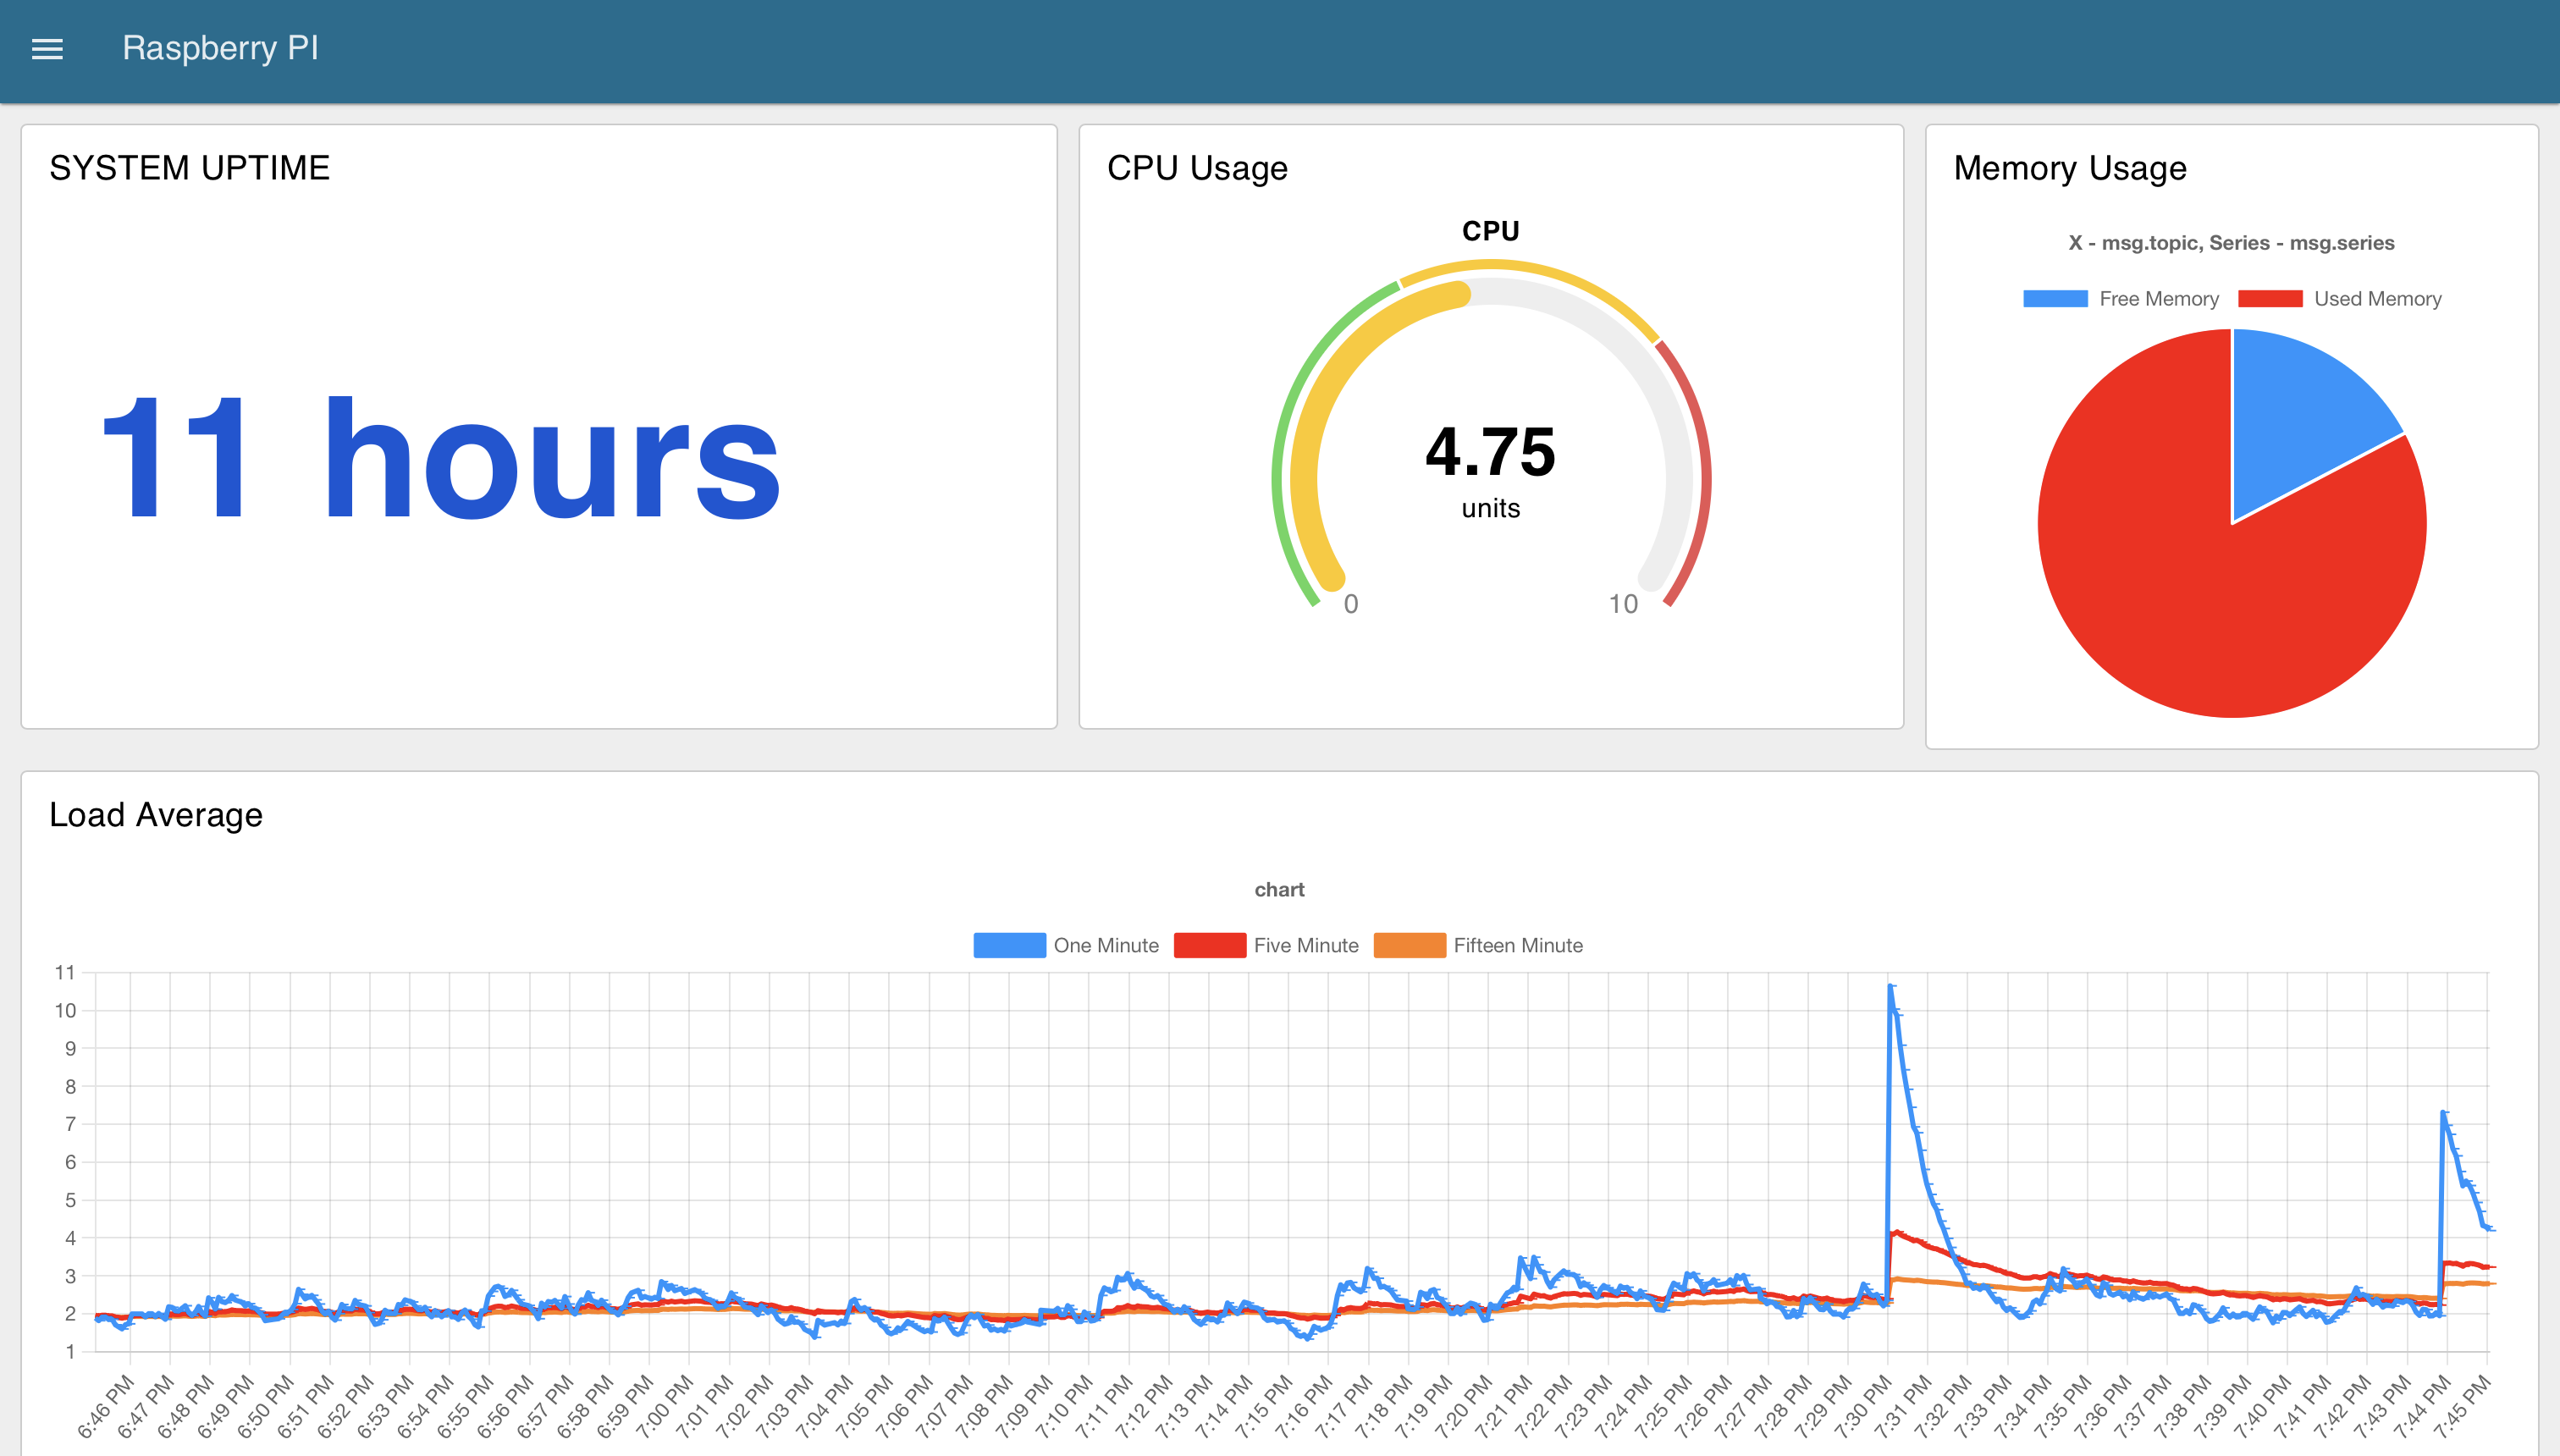 Raspberry PI
SYSTEM UPTIME
11 hours
CPU Usage
CPU
4.75
units
0
10
Memory Usage
X - msg.topic, Series - msg.series
Free Memory Used Memory
Load Average
chart
One Minute Five Minute Fifteen Minute
11
10
9
8
7
6
5
4
3
2
1
6:46 PM 6:47 PM 6:48 PM 6:49 PM 6:50 PM 6:51 PM 6:52 PM 6:53 PM 6:54 PM 6:55 PM 6:56 PM 6:57 PM 6:58 PM 6:59 PM 7:00 PM 7:01 PM 7:02 PM 7:03 PM 7:04 PM 7:05 PM 7:06 PM 7:07 PM 7:08 PM 7:09 PM 7:10 PM 7:11 PM 7:12 PM 7:13 PM 7:14 PM 7:15 PM 7:16 PM 7:17 PM 7:18 PM 7:19 PM 7:20 PM 7:21 PM 7:22 PM 7:23 PM 7:24 PM 7:25 PM 7:26 PM 7:27 PM 7:28 PM 7:29 PM 7:30 PM 7:31 PM 7:32 PM 7:33 PM 7:34 PM 7:35 PM 7:36 PM 7:37 PM 7:38 PM 7:39 PM 7:40 PM 7:41 PM 7:42 PM 7:43 PM 7:44 PM 7:45 PM